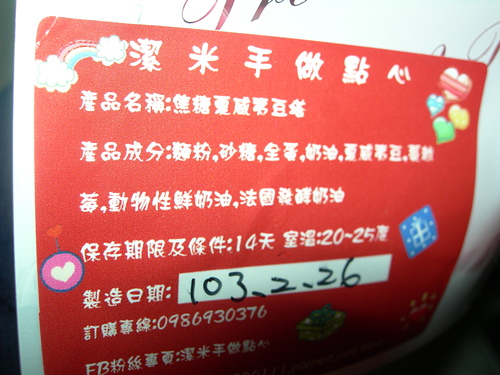 潔米手做點心
產品名稱:焦糖夏威夷豆塔
產品成分:麵粉,砂糖,全蛋,奶油,夏威夷豆,蔓越
莓,動物性鮮奶油,法國發酵奶油
保存期限及條件:14天 室溫:20~25度
製造日期: 103.2.26
訂購專線:0986930376
FB粉絲專頁:潔米手做點心